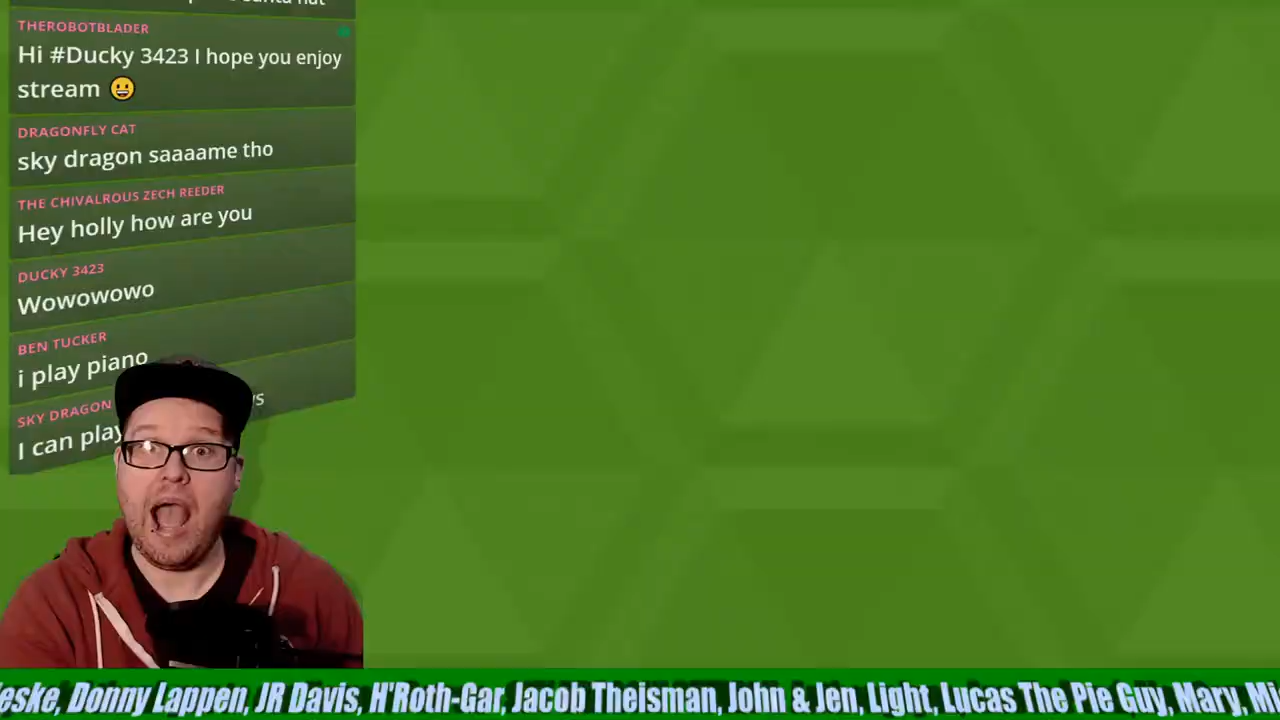 THEROBOTBLADER
Hi #Ducky 3423 I hope you enjoy
stream 😀
DRAGONFLY CAT
sky dragon saaaame tho
THE CHIVALROUS ZECH REEDER
Hey holly how are you
DUCKY 3423
Wowowowo
BEN TUCKER
i play piano
SKY DRAGON
I can play
eske, Donny Lappen, JR Davis, H'Roth-Gar, Jacob Theisman, John & Jen, Light, Lucas The Pie Guy, Mary, Mi